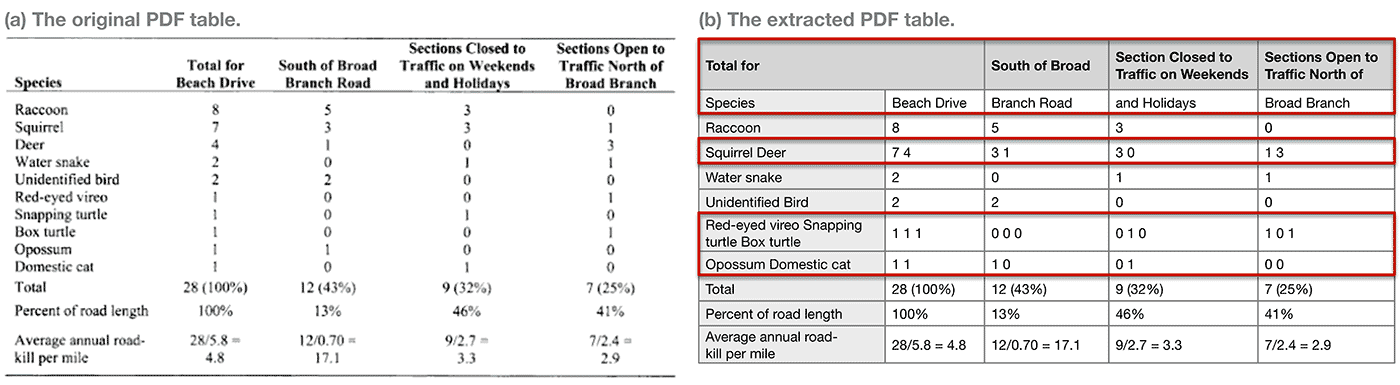 (a) The original PDF table.
Species Total for Beach Drive South of Broad Branch Road Sections Closed to Traffic on Weekends and Holidays Sections Open to Traffic North of Broad Branch
Raccoon 8 5 3 0
Squirrel 7 3 3 1
Deer 4 1 0 3
Water snake 2 0 1 1
Unidentified bird 2 2 0 0
Red-eyed vireo 1 0 0 1
Snapping turtle 1 0 1 0
Box turtle 1 0 0 1
Opossum 1 1 0 0
Domestic cat 1 0 1 0
Total 28 (100%) 12 (43%) 9 (32%) 7 (25%)
Percent of road length 100% 13% 46% 41%
Average annual road- 28/5.8 = 12/0.70 = 9/2.7 = 7/2.4 =
kill per mile 4.8 17.1 3.3 2.9
(b) The extracted PDF table.
Total for South of Broad Section Closed to Traffic on Weekends Sections Open to Traffic North of
Species Beach Drive Branch Road and Holidays Broad Branch
Raccoon 8 5 3 0
Squirrel Deer 7 4 3 1 3 0 1 3
Water snake 2 0 1 1
Unidentified Bird 2 2 0 0
Red-eyed vireo Snapping
turtle Box turtle 1 1 1 0 0 0 0 1 0 1 0 1
Opossum Domestic cat 1 1 1 0 0 1 0 0
Total 28 (100%) 12 (43%) 9 (32%) 7 (25%)
Percent of road length 100% 13% 46% 41%
Average annual road-
kill per mile 28/5.8 = 4.8 12/0.70 = 17.1 9/2.7 = 3.3 7/2.4 = 2.9